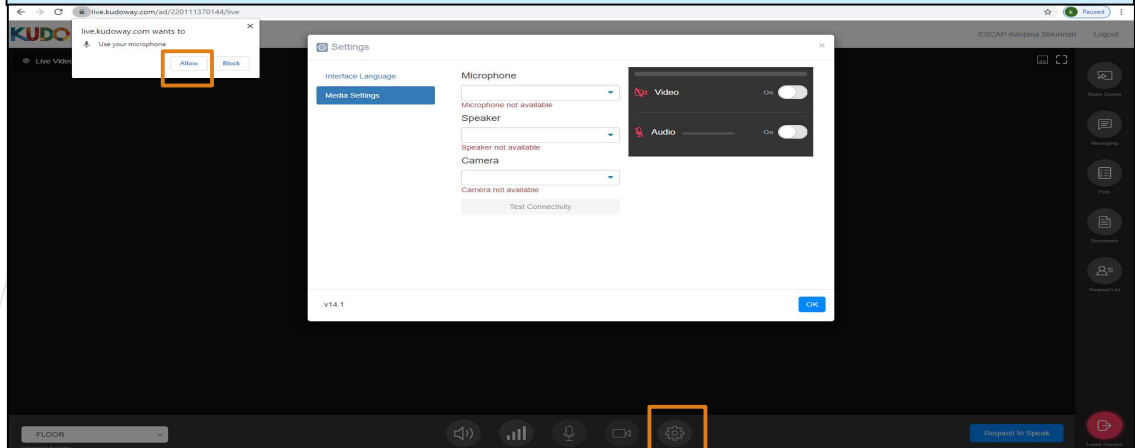 live.kudoway.com/ad/220111370144/live
Paused
KUDO
live.kudoway.com wants to
Use your microphone
Allow Block
ESCAP-Kanjana Sbiunnan Logout
Live Video
Settings
Interface Language
Media Settings
Microphone
Microphone not available
Speaker
Speaker not available
Camera
Camera not available
Test Connectivity
Video On
Audio On
v14.1
OK
Share Screen
Messaging
Polls
Documents
Request List
FLOOR
Request to Speak
Leave Session